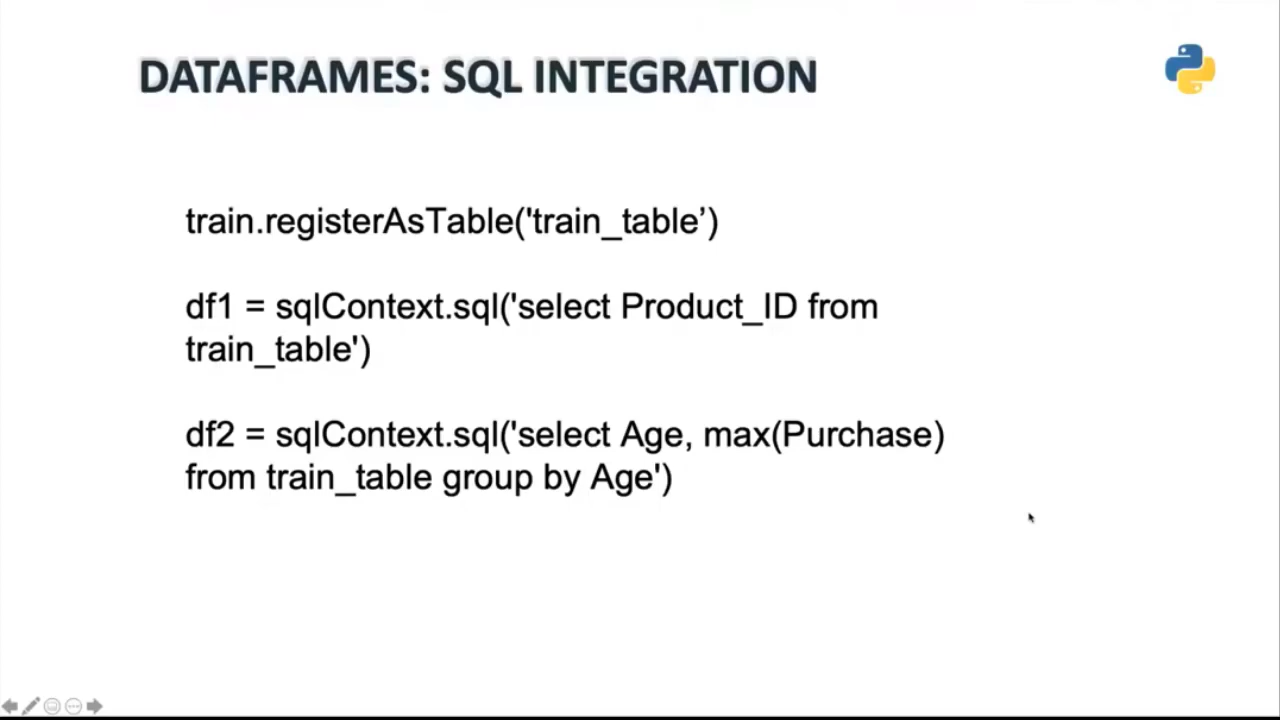 DATAFRAMES: SQL INTEGRATION
train.registerAsTable('train_table’)
df1 = sqlContext.sql('select Product_ID from
train_table')
df2 = sqlContext.sql('select Age, max(Purchase)
from train_table group by Age')